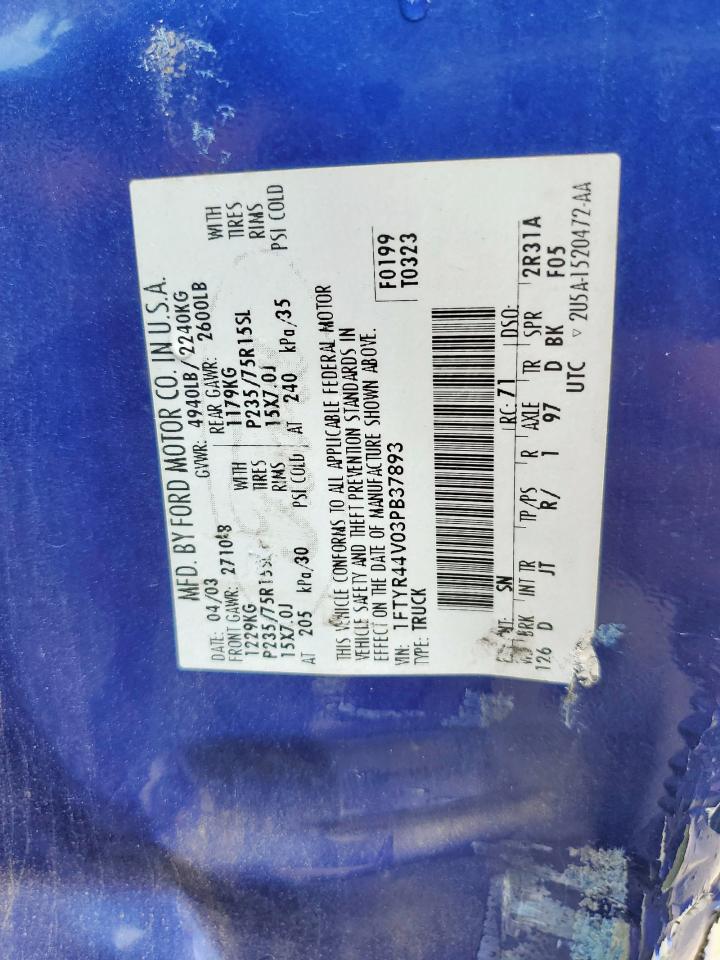 MFD. BY FORD MOTOR CO. IN U.S.A.
DATE: 04/03 GVWR: 4940LB/2240KG
FRONT GAWR: 2710LB REAR GAWR: 2600LB
1229KG WITH 1179KG WITH
P235/75R15SL TIRES P235/75R15SL TIRES
15X7.0J RIMS 15X7.0J RIMS
AT 205 kPa/30 PSI COLD AT 240 kPa/35 PSI COLD
THIS VEHICLE CONFORMS TO ALL APPLICABLE FEDERAL MOTOR
VEHICLE SAFETY AND THEFT PREVENTION STANDARDS IN
EFFECT ON THE DATE OF MANUFACTURE SHOWN ABOVE.
VIN: 1FTYR44V03PB37893 F0199
TYPE: TRUCK T0323
SN RC: 71 DSO:
BRK INT TR TP/PS R AXLE TR SPR 2R31A
126 D JT R/ 1 97 D BK F05
UTC ▽ 2U5A-1520472-AA